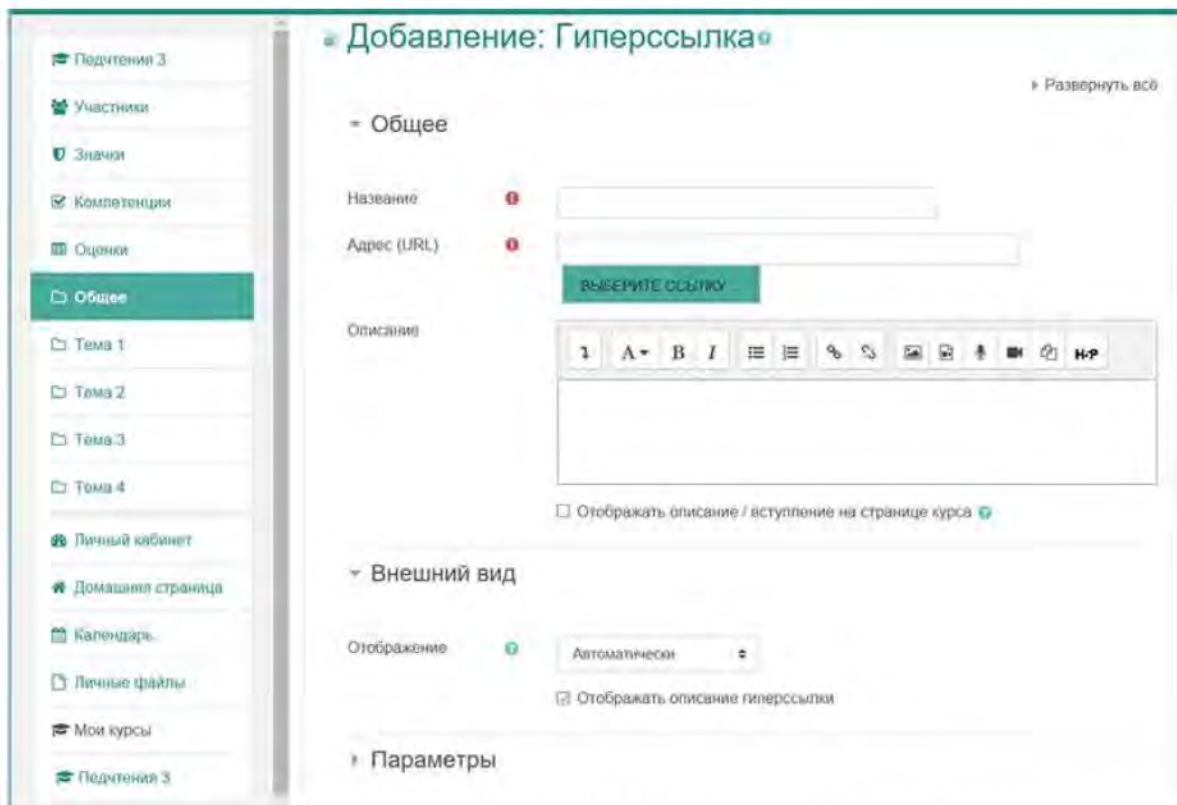 Педчтения 3
Участники
Значки
Компетенции
Оценки
Общее
Тема 1
Тема 2
Тема 3
Тема 4
Личный кабинет
Домашняя страница
Календарь
Личные файлы
Мои курсы
Педчтения 3
Добавление: Гиперссылка
Развернуть всё
Общее
Название
Адрес (URL)
ВЫБЕРИТЕ ССЫЛКУ...
Описание
A B I H-P
Отображать описание / вступление на странице курса
Внешний вид
Отображение
Автоматически
Отображать описание гиперссылки
Параметры